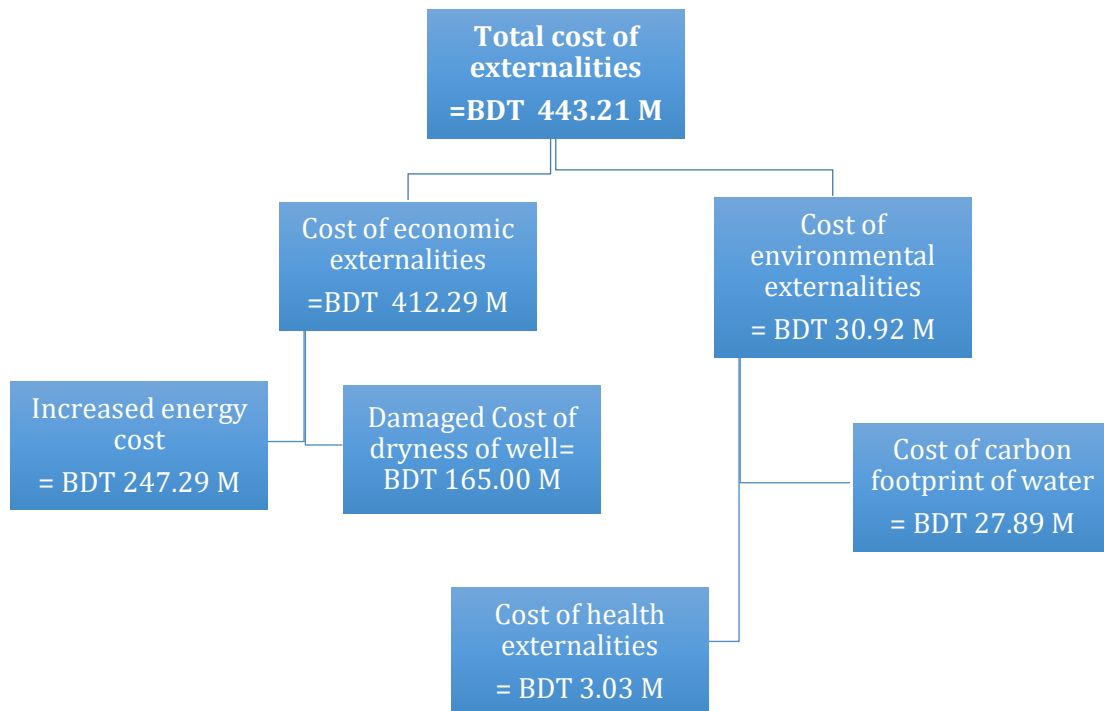 Total cost of
externalities
=BDT 443.21 M
Cost of economic
externalities
=BDT 412.29 M
Cost of
environmental
externalities
= BDT 30.92 M
Increased energy
cost
= BDT 247.29 M
Damaged Cost of
dryness of well=
BDT 165.00 M
Cost of carbon
footprint of water
= BDT 27.89 M
Cost of health
externalities
= BDT 3.03 M